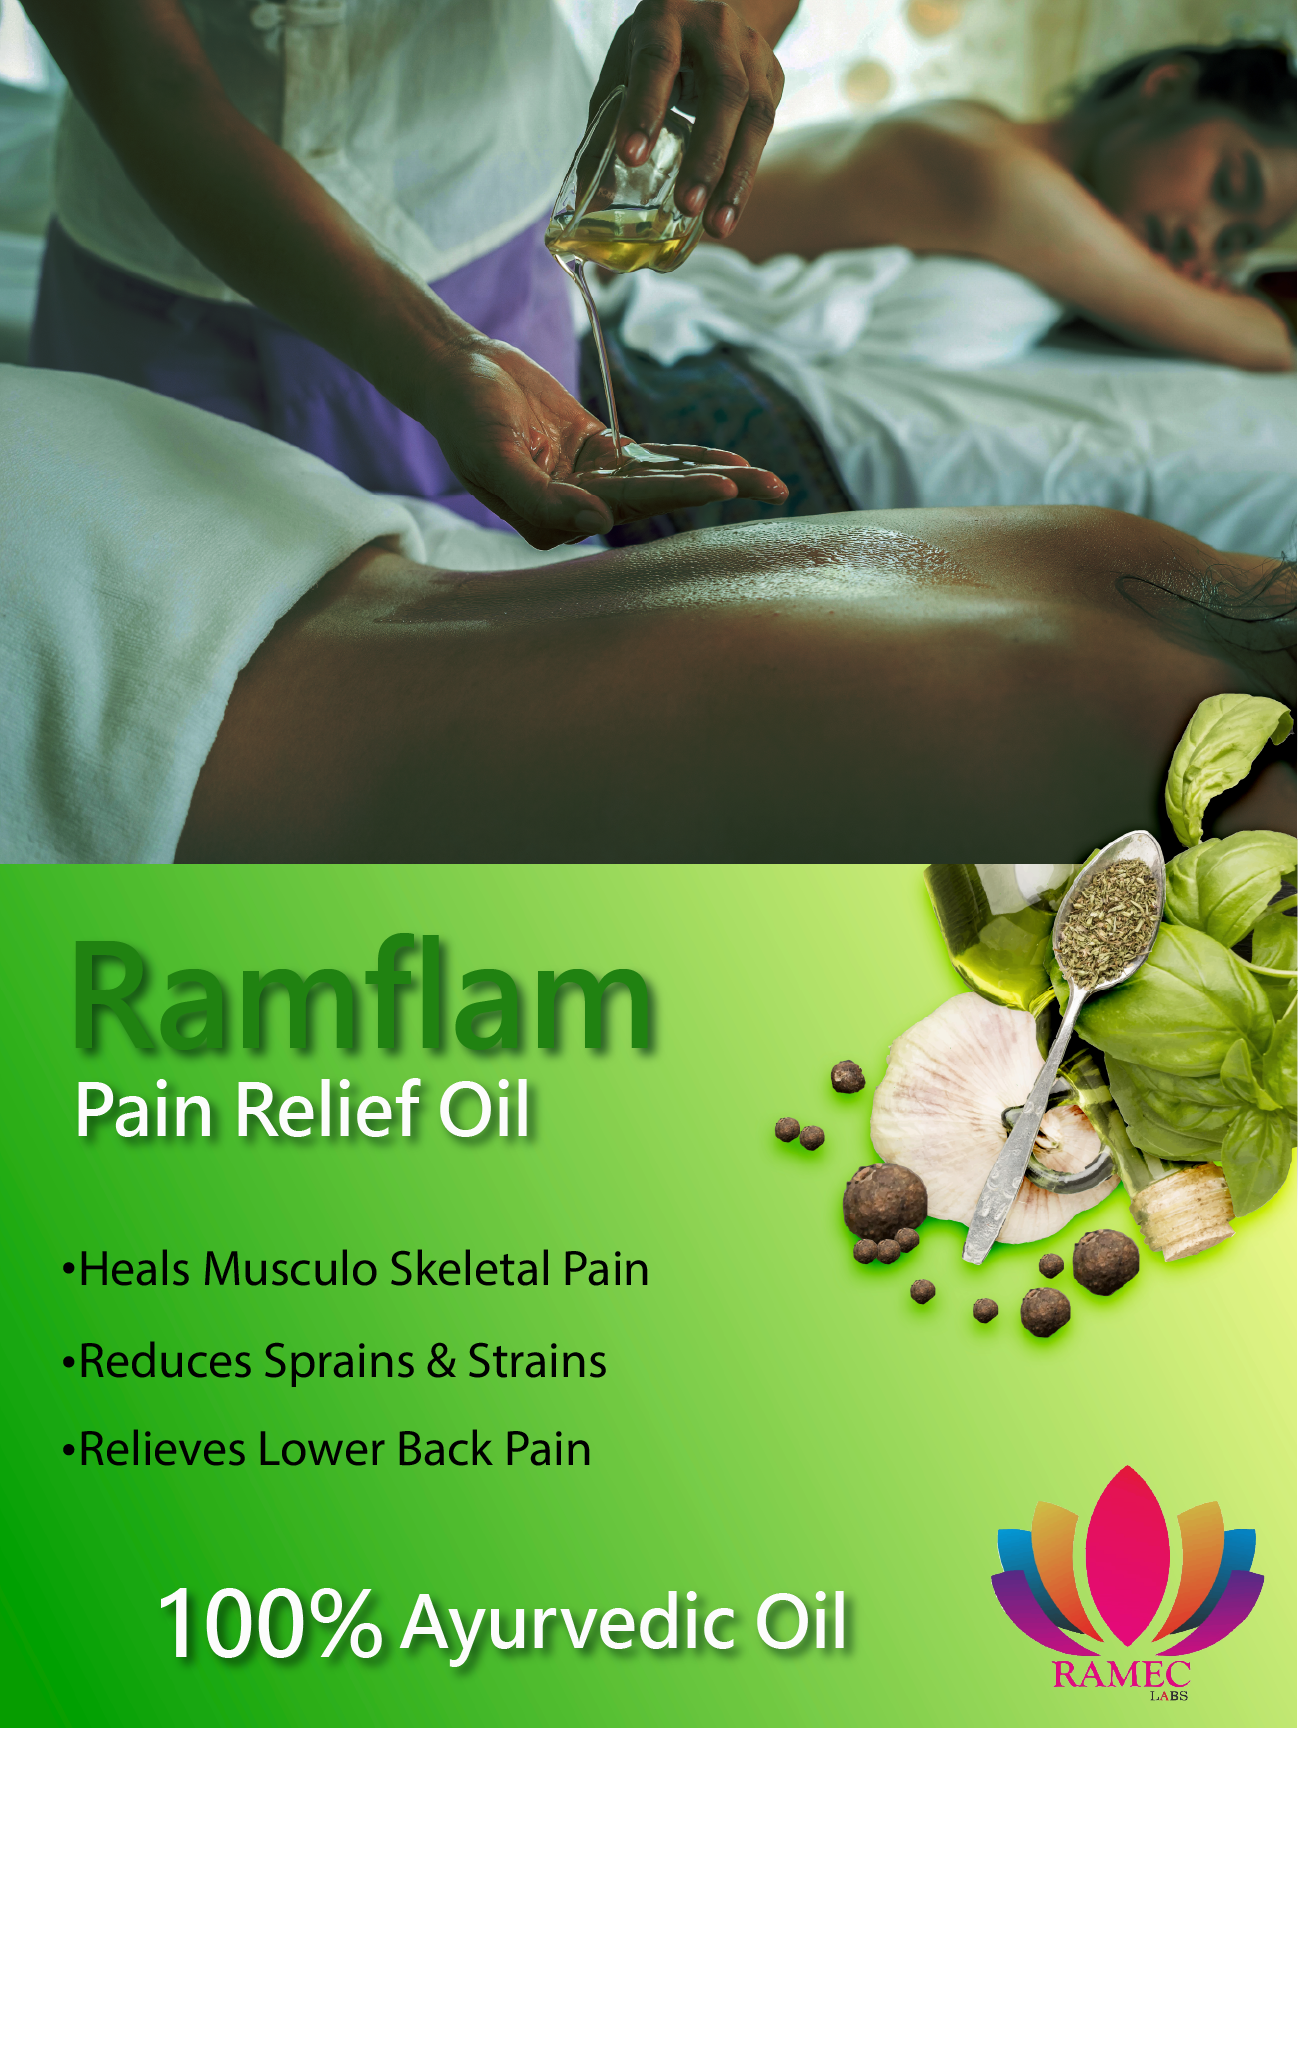 Ramflam
Pain Relief Oil
•Heals Musculo Skeletal Pain
•Reduces Sprains & Strains
•Relieves Lower Back Pain
100% Ayurvedic Oil
RAMEC
LABS